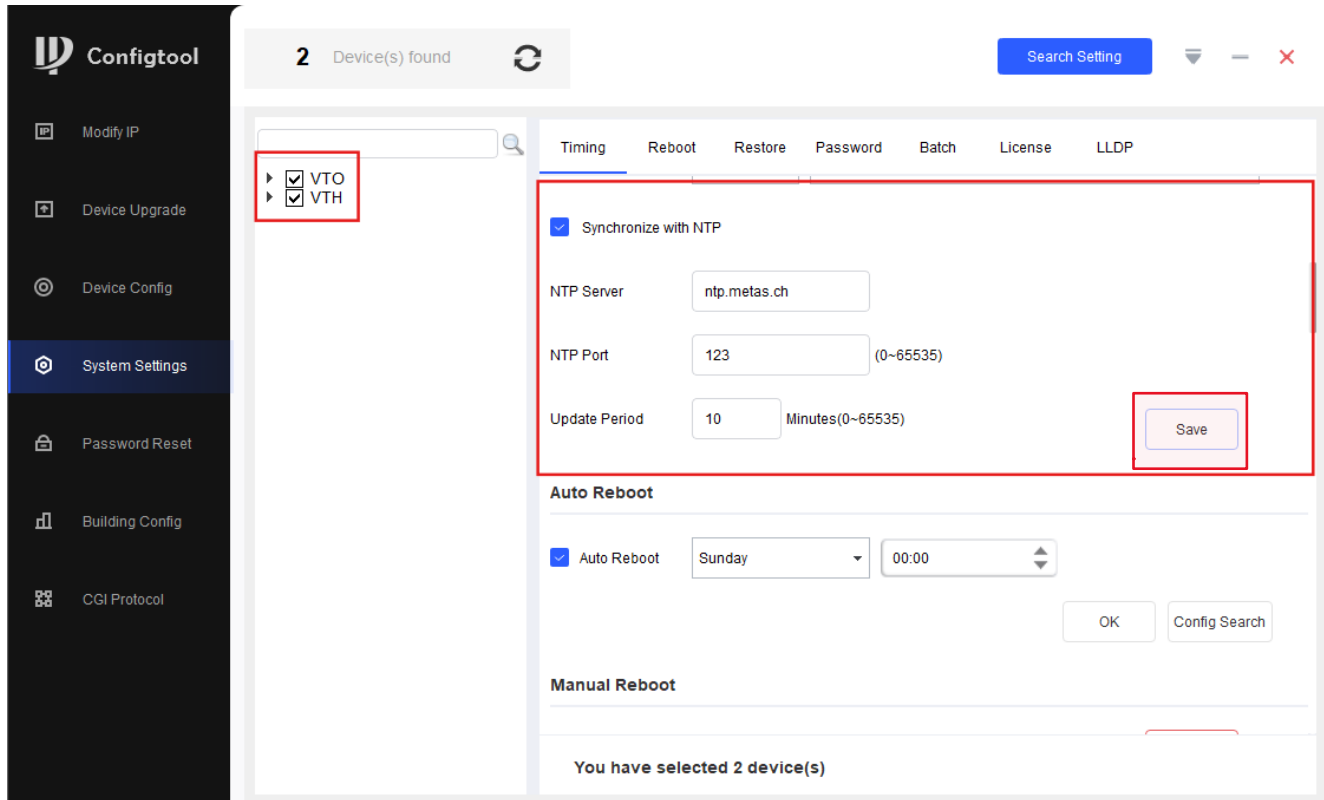 Configtool
2 Device(s) found
Search Setting
Modify IP
Device Upgrade
Device Config
System Settings
Password Reset
Building Config
CGI Protocol
VTO
VTH
Timing Reboot Restore Password Batch License LLDP
Synchronize with NTP
NTP Server ntp.metas.ch
NTP Port 123 (0~65535)
Update Period 10 Minutes(0~65535)
Save
Auto Reboot
Auto Reboot Sunday 00:00
OK Config Search
Manual Reboot
You have selected 2 device(s)